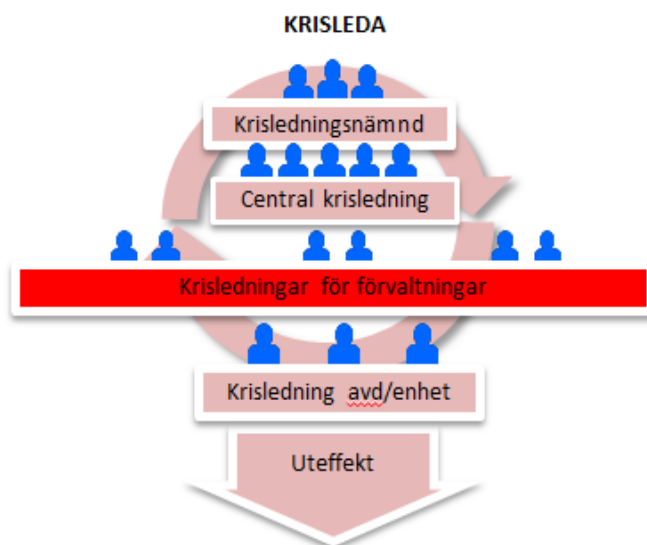 KRISLEDA
Krisledningsnämnd
Central krisledning
Krisledningar för förvaltningar
Krisledning avd/enhet
Uteffekt